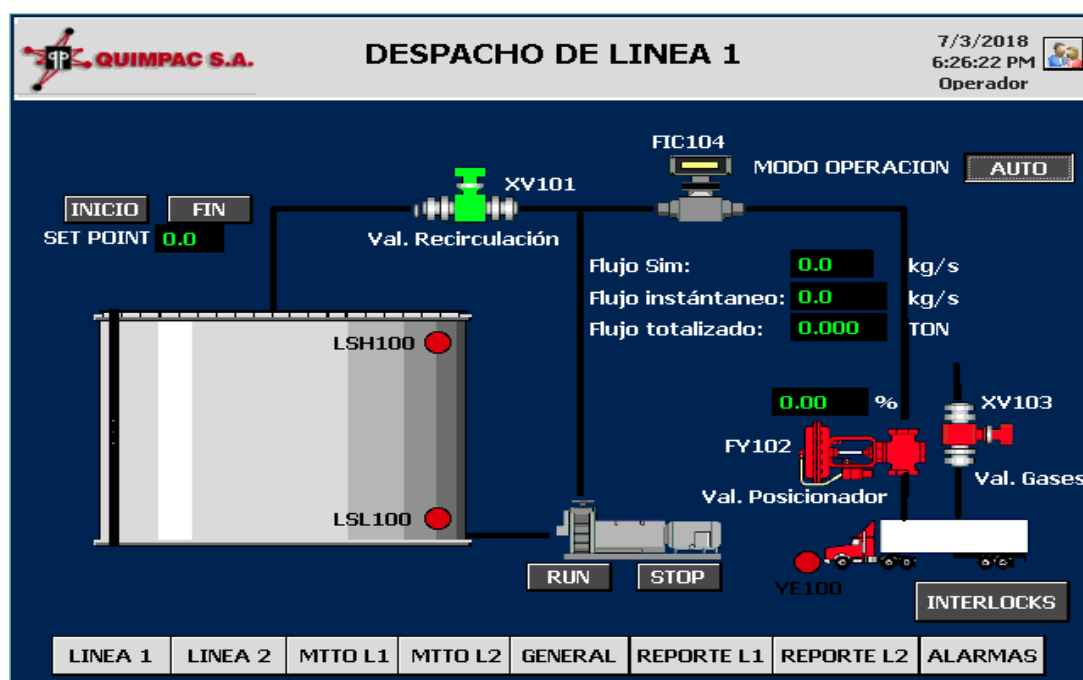 QUIMPAC S.A.
DESPACHO DE LINEA 1
7/3/2018
6:26:22 PM
Operador
FIC104
MODO OPERACION AUTO
XV101
INICIO FIN
SET POINT 0.0
Val. Recirculación
Flujo Sim: 0.0 kg/s
Flujo instántaneo: 0.0 kg/s
Flujo totalizado: 0.000 TON
LSH100
0.00 %
XV103
FY102
Val. Gases
Val. Posicionador
LSL100
RUN STOP
YE100
INTERLOCKS
LINEA 1 LINEA 2 MTTO L1 MTTO L2 GENERAL REPORTE L1 REPORTE L2 ALARMAS